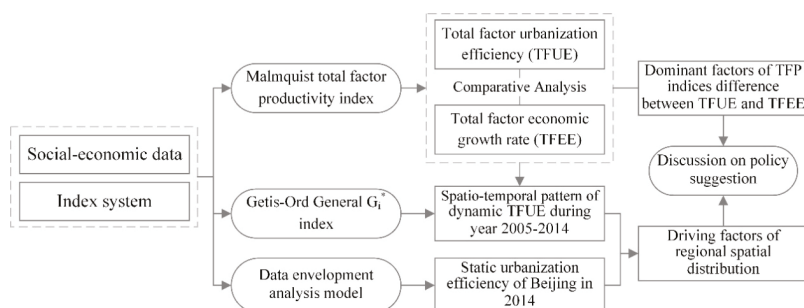 Social-economic data
Index system
Malmquist total factor
productivity index
Getis-Ord General Gi*
index
Data envelopment
analysis model
Total factor urbanization
efficiency (TFUE)
Comparative Analysis
Total factor economic
growth rate (TFEE)
Spatio-temporal pattern of
dynamic TFUE during
year 2005-2014
Static urbanization
efficiency of Beijing in
2014
Dominant factors of TFP
indices difference
between TFUE and TFEE
Discussion on policy
suggestion
Driving factors of
regional spatial
distribution